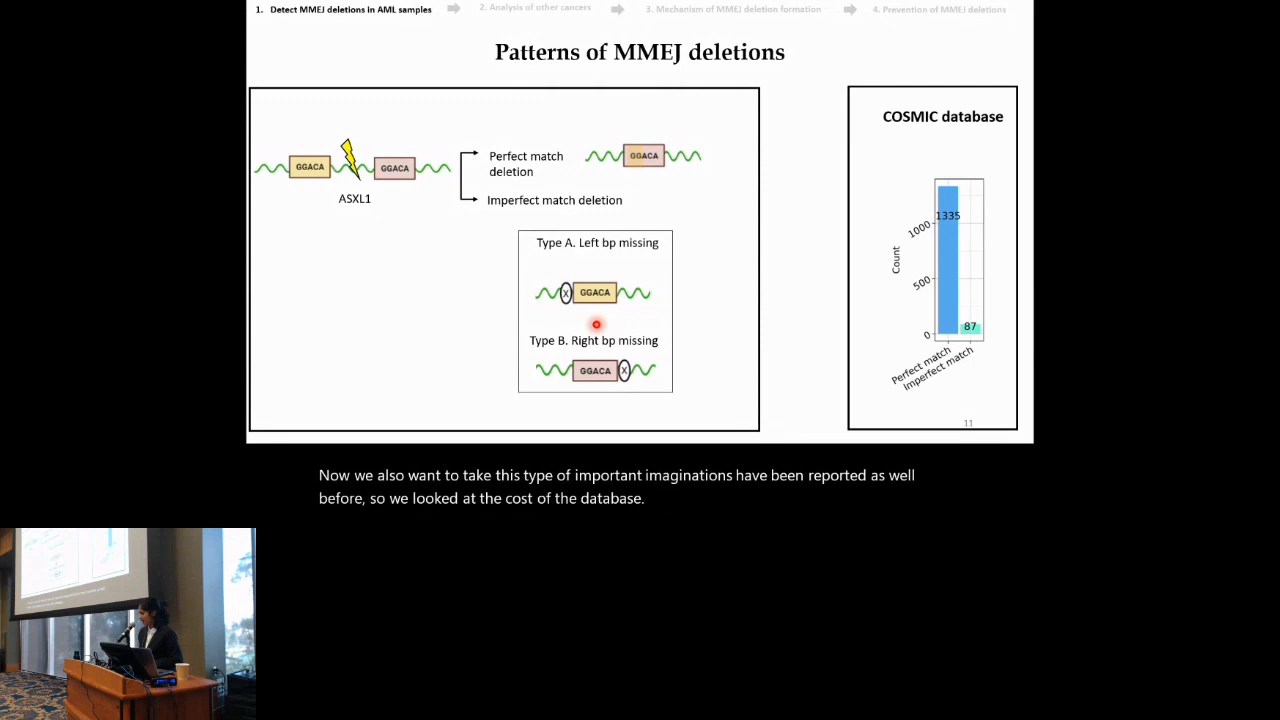 1. Detect MMEJ deletions in AML samples
2. Analysis of other cancers
3. Mechanism of MMEJ deletion formation
4. Prevention of MMEJ deletions
Patterns of MMEJ deletions
GGACA
GGACA
ASXL1
Perfect match
deletion
GGACA
Imperfect match deletion
Type A. Left bp missing
X
GGACA
Type B. Right bp missing
GGACA
X
COSMIC database
Count
1000
500
0
1335
87
Perfect match
Imperfect match
11
Now we also want to take this type of important imaginations have been reported as well
before, so we looked at the cost of the database.